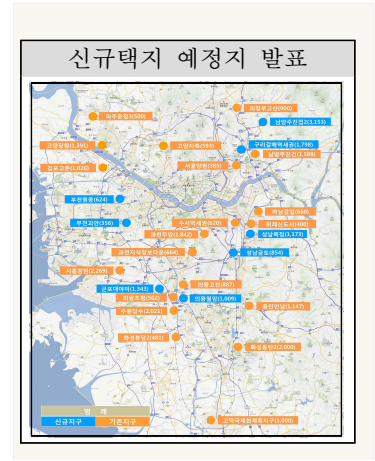 신규택지 예정지 발표
파주운정3(500)
의정부고산(900)
남양주진접2(3,153)
고양장항(1,391)
고양지축(593)
구리갈매역세권(1,798)
남양주진건(1,589)
김포고촌(1,828)
서울양원(385)
부천원종(624)
하남감일(668)
부천괴안(358)
수서역세권(620)
위례신도시(400)
과천주암(1,842)
성남복정(1,173)
과천지식정보타운(664)
성남금토(854)
시흥장현(2,269)
의왕고천(887)
군포대야미(1,343)
의왕초평(562)
의왕월암(1,009)
수원당수(2,021)
용인언남(1,147)
화성봉담2(481)
화성동탄2(2,000)
고덕국제화계획지구(1,000)
범 례
신규지구 기존지구